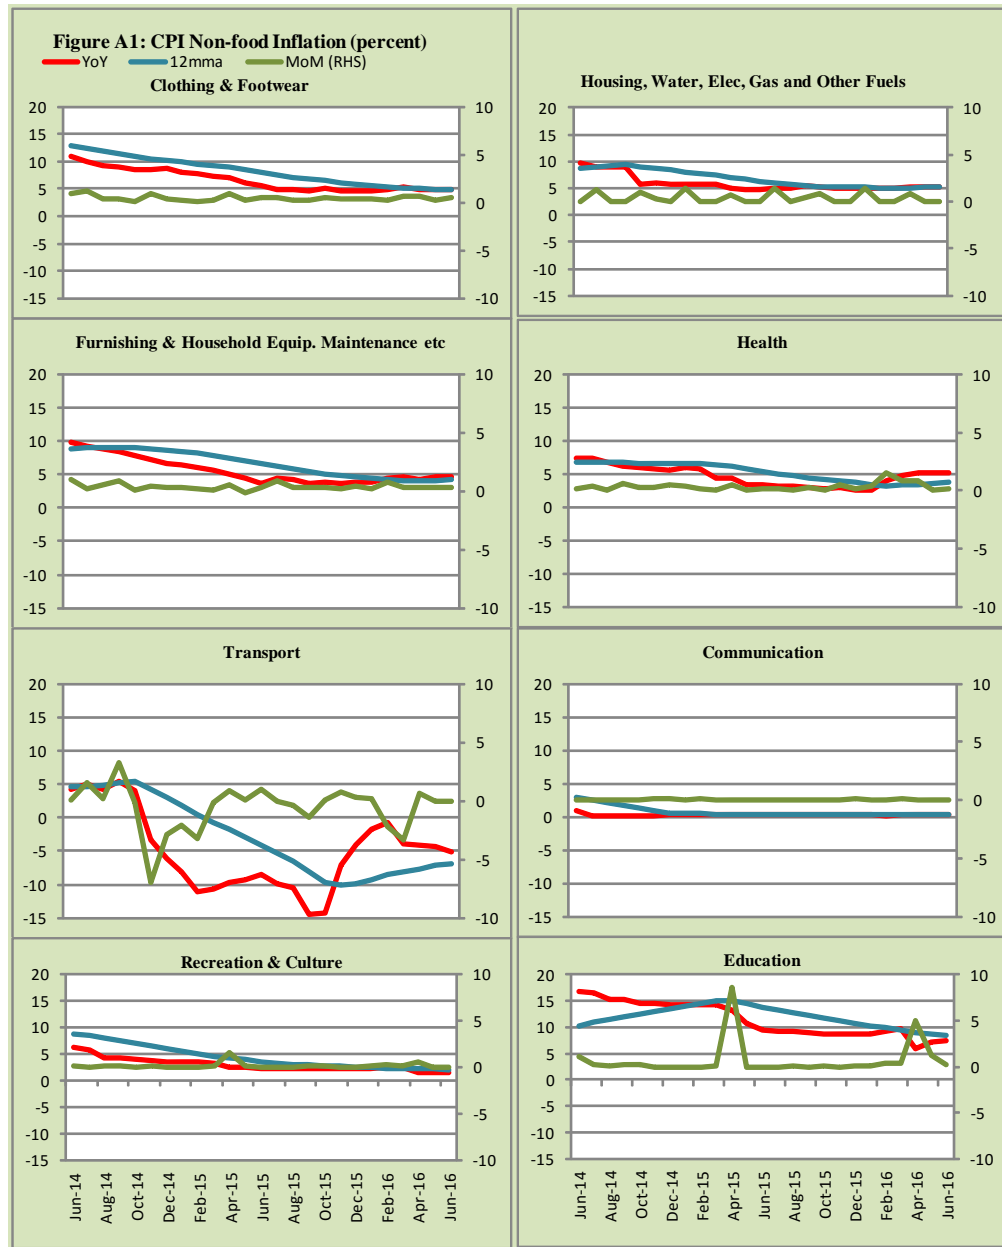 Figure A1: CPI Non-food Inflation (percent)
YoY 12mma MoM (RHS)
Clothing & Footwear
20 15 10 5 0 -5 -10 -15
10 5 0 -5 -10
Housing, Water, Elec, Gas and Other Fuels
20 15 10 5 0 -5 -10 -15
10 5 0 -5 -10
Furnishing & Household Equip. Maintenance etc
20 15 10 5 0 -5 -10 -15
10 5 0 -5 -10
Health
20 15 10 5 0 -5 -10 -15
10 5 0 -5 -10
Transport
20 15 10 5 0 -5 -10 -15
10 5 0 -5 -10
Communication
20 15 10 5 0 -5 -10 -15
10 5 0 -5 -10
Recreation & Culture
20 15 10 5 0 -5 -10 -15
10 5 0 -5 -10
Jun-14 Aug-14 Oct-14 Dec-14 Feb-15 Apr-15 Jun-15 Aug-15 Oct-15 Dec-15 Feb-16 Apr-16 Jun-16
Education
20 15 10 5 0 -5 -10 -15
10 5 0 -5 -10
Jun-14 Aug-14 Oct-14 Dec-14 Feb-15 Apr-15 Jun-15 Aug-15 Oct-15 Dec-15 Feb-16 Apr-16 Jun-16